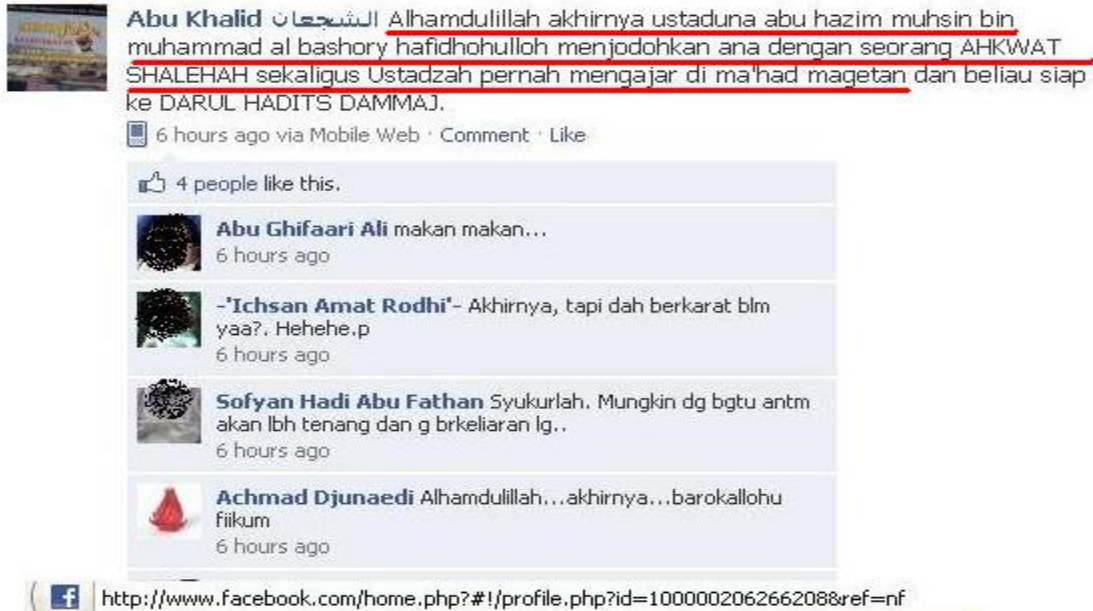 Abu Khalid الشجعان Alhamdulillah akhirnya ustaduna abu hazim muhsin bin
muhammad al bashory hafidhohulloh menjodohkan ana dengan seorang AHKWAT
SHALEHAH sekaligus Ustadzah pernah mengajar di ma'had magetan dan beliau siap
ke DARUL HADITS DAMMAJ.
6 hours ago via Mobile Web · Comment · Like
4 people like this.
Abu Ghifaari Ali makan makan...
6 hours ago
-'Ichsan Amat Rodhi'- Akhirnya, tapi dah berkarat blm
yaa?. Hehehe.p
6 hours ago
Sofyan Hadi Abu Fathan Syukurlah. Mungkin dg bgtu antm
akan lbh tenang dan g brkeliaran lg..
6 hours ago
Achmad Djunaedi Alhamdulillah...akhirnya...barokallohu
fiikum
6 hours ago
http://www.facebook.com/home.php?#!/profile.php?id=100000206266208&ref=nf